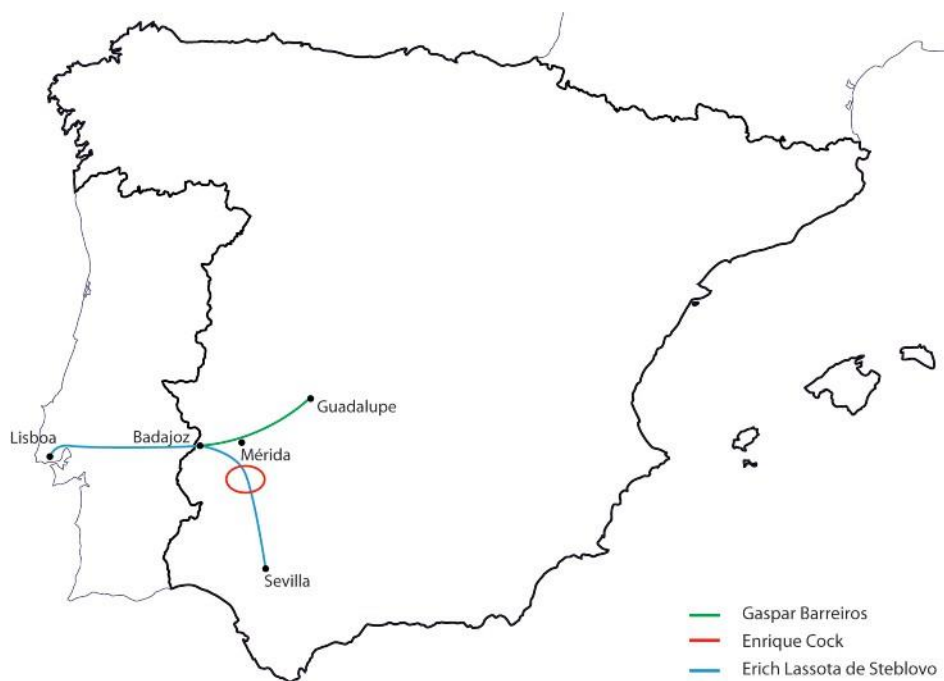 Guadalupe
Lisboa
Badajoz
Mérida
Sevilla
Gaspar Barreiros
Enrique Cock
Erich Lassota de Steblovo